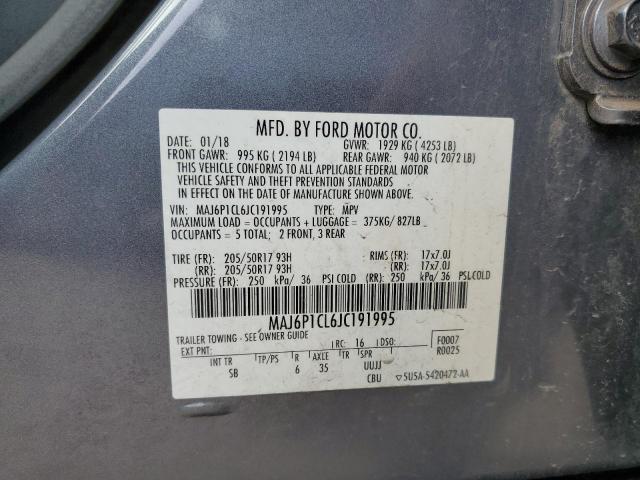 MFD. BY FORD MOTOR CO.
DATE: 01/18 GVWR: 1929 KG (4253 LB)
FRONT GAWR: 995 KG (2194 LB) REAR GAWR: 940 KG (2072 LB)
THIS VEHICLE CONFORMS TO ALL APPLICABLE FEDERAL MOTOR
VEHICLE SAFETY AND THEFT PREVENTION STANDARDS
IN EFFECT ON THE DATE OF MANUFACTURE SHOWN ABOVE.
VIN: MAJ6P1CL6JC191995 TYPE: MPV
MAXIMUM LOAD = OCCUPANTS + LUGGAGE = 375KG/ 827LB
OCCUPANTS = 5 TOTAL; 2 FRONT, 3 REAR
TIRE (FR): 205/50R17 93H RIMS (FR): 17x7.0J
(RR): 205/50R17 93H (RR): 17x7.0J
PRESSURE (FR): 250 kPa/ 36 PSI COLD (RR): 250 kPa/ 36 PSI COLD
MAJ6P1CL6JC191995
TRAILER TOWING - SEE OWNER GUIDE
F0007
EXT PNT: RC: 16 DSO: R0025
INT TR TP/PS R AXLE TR SPR UUJJ
SB 6 35 CBU 5U5A-5420472-AA